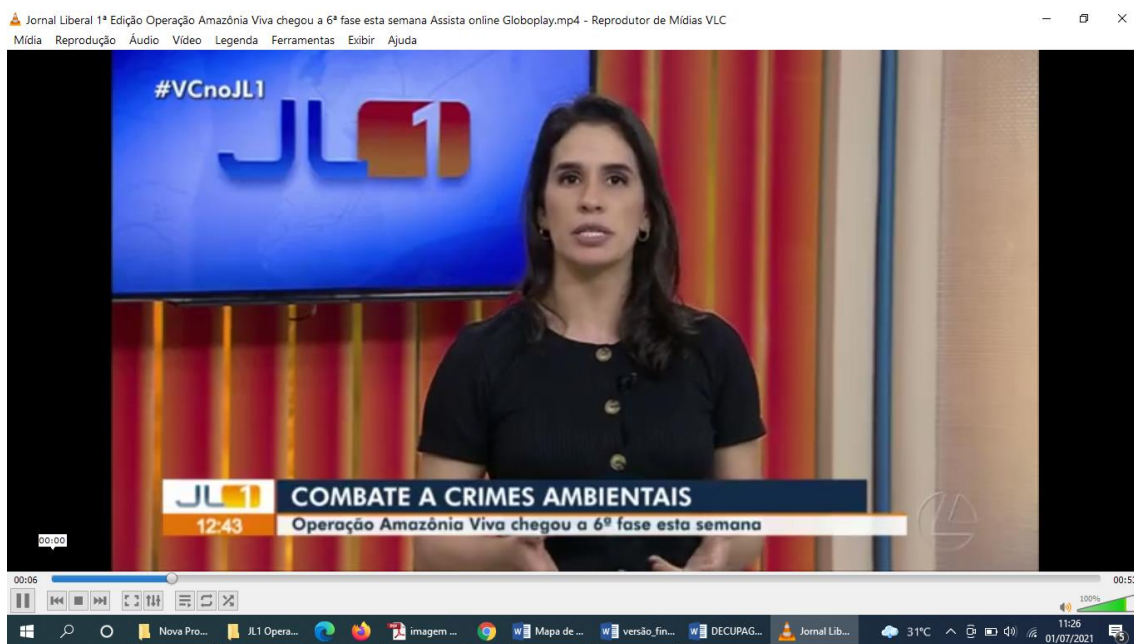 Jornal Liberal 1ª Edição Operação Amazônia Viva chegou a 6ª fase esta semana Assista online Globoplay.mp4 - Reprodutor de Mídias VLC
Mídia Reprodução Áudio Vídeo Legenda Ferramentas Exibir Ajuda
#VCnoJL1
JL1
JL1 COMBATE A CRIMES AMBIENTAIS
12:43 Operação Amazônia Viva chegou a 6ª fase esta semana
00:00
00:06
100%
Nova Pro... JL1 Opera... imagem ... Mapa de ... versão_fin... DECUPAG... Jornal Lib... 31°C 11:26
01/07/2021